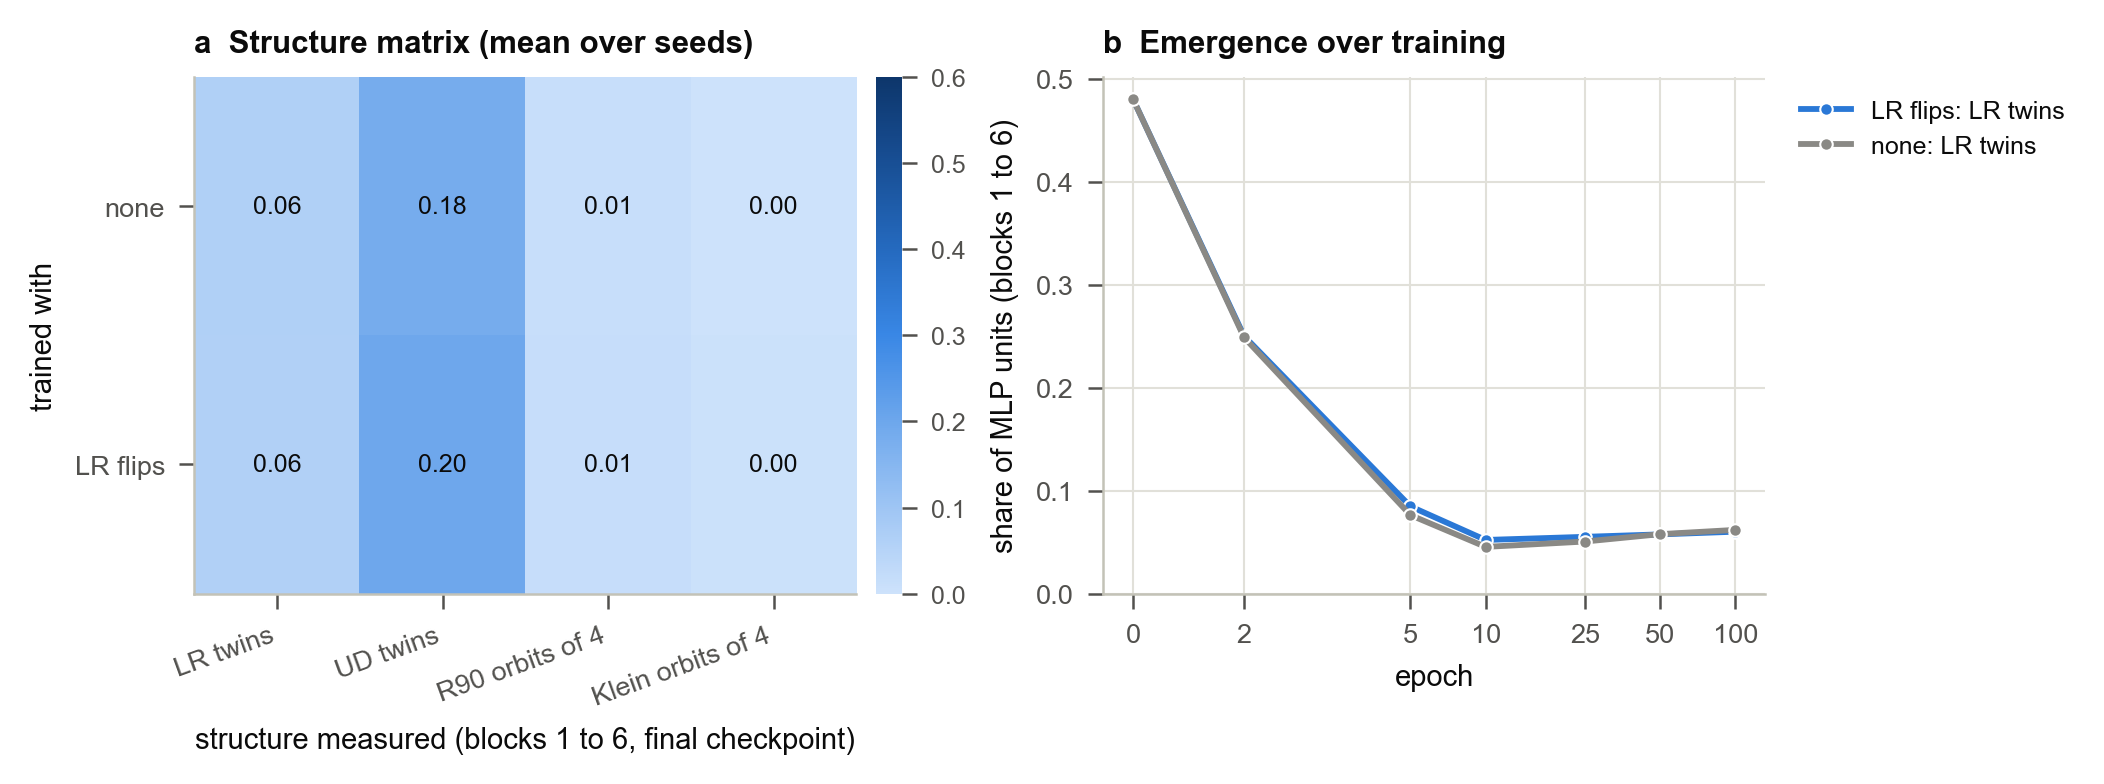 a Structure matrix (mean over seeds)
trained with
none
LR flips
0.06 0.18 0.01 0.00
0.06 0.20 0.01 0.00
LR twins
UD twins
R90 orbits of 4
Klein orbits of 4
structure measured (blocks 1 to 6, final checkpoint)
0.6
0.5
0.4
0.3
0.2
0.1
0.0
b Emergence over training
share of MLP units (blocks 1 to 6)
0.5
0.4
0.3
0.2
0.1
0.0
0 2 5 10 25 50 100
epoch
LR flips: LR twins
none: LR twins